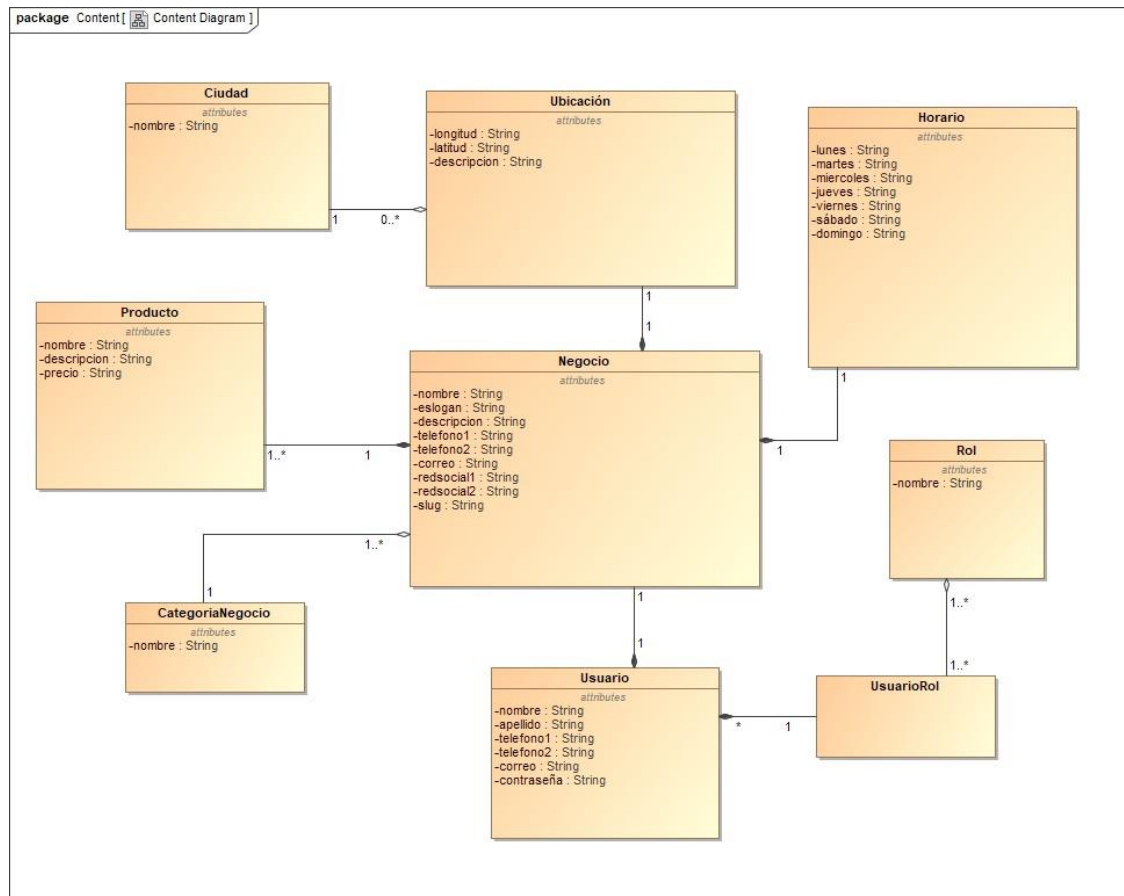 package Content [ Content Diagram ]
Ciudad
attributes
-nombre : String
Ubicación
attributes
-longitud : String
-latitud : String
-descripcion : String
Horario
attributes
-lunes : String
-martes : String
-miercoles : String
-jueves : String
-viernes : String
-sábado : String
-domingo : String
1
0..*
1
1
Producto
attributes
-nombre : String
-descripcion : String
-precio : String
Negocio
attributes
-nombre : String
-eslogan : String
-descripcion : String
-telefono1 : String
-telefono2 : String
-correo : String
-redsocial1 : String
-redsocial2 : String
-slug : String
1
1
1..*
1
Rol
attributes
-nombre : String
1..*
1
CategoriaNegocio
attributes
-nombre : String
1
1
1..*
1..*
Usuario
attributes
-nombre : String
-apellido : String
-telefono1 : String
-telefono2 : String
-correo : String
-contraseña : String
*
1
UsuarioRol